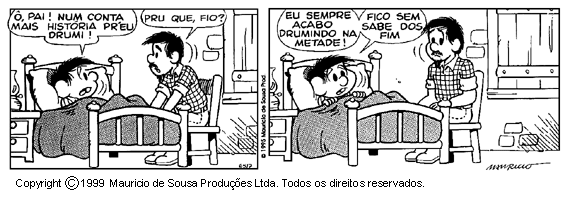 Ô, PAI ! NUM CONTA
MAIS HISTÓRIA PR'EU
DRUMI !
PRU QUE, FIO?
EU SEMPRE
ACABO
DRUMINDO NA
METADE!
FICO SEM
SABE DOS
FIM
© 1995 Mauricio de Sousa Prod.
MAURICIO
Copyright ©1999 Mauricio de Sousa Produções Ltda. Todos os direitos reservados.